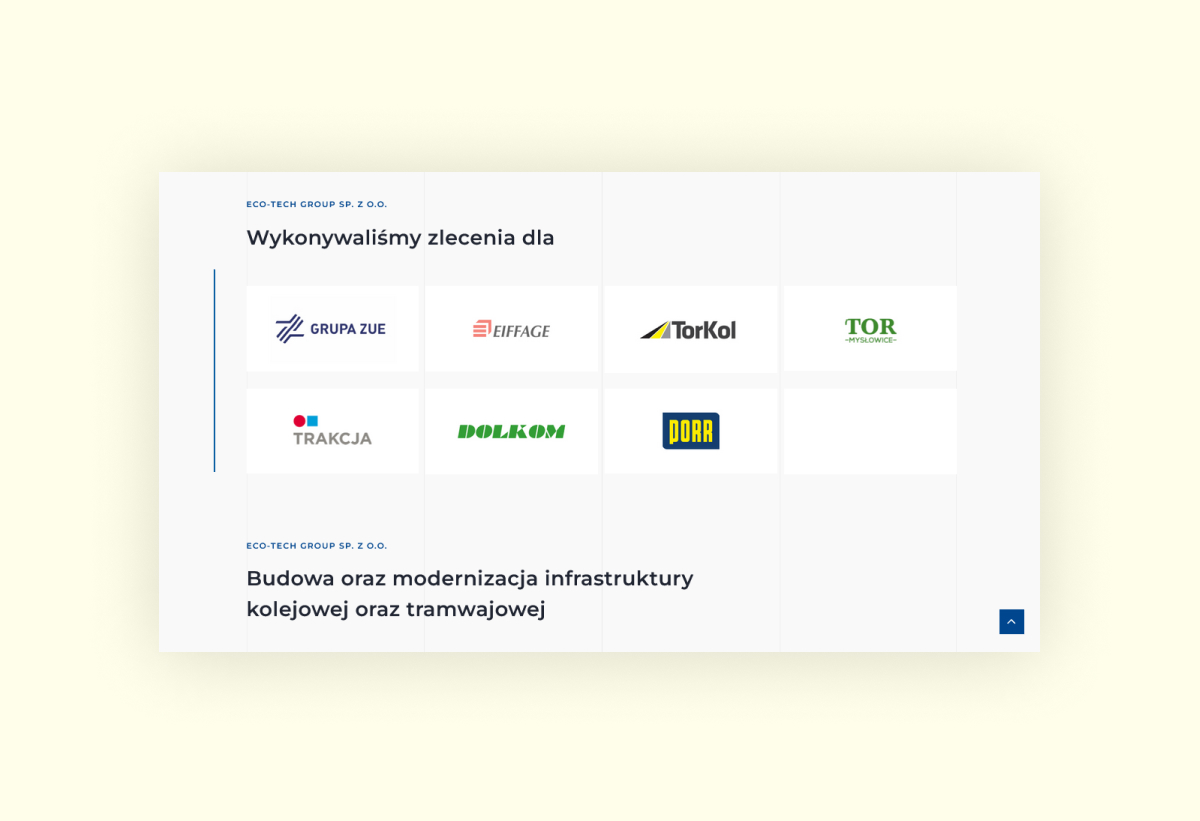 ECO-TECH GROUP SP. Z O.O.
Wykonywaliśmy zlecenia dla
GRUPA ZUE
EIFFAGE
TorKol
TOR
-MYSŁOWICE-
TRAKCJA
DOLKOM
PORR
ECO-TECH GROUP SP. Z O.O.
Budowa oraz modernizacja infrastruktury
kolejowej oraz tramwajowej